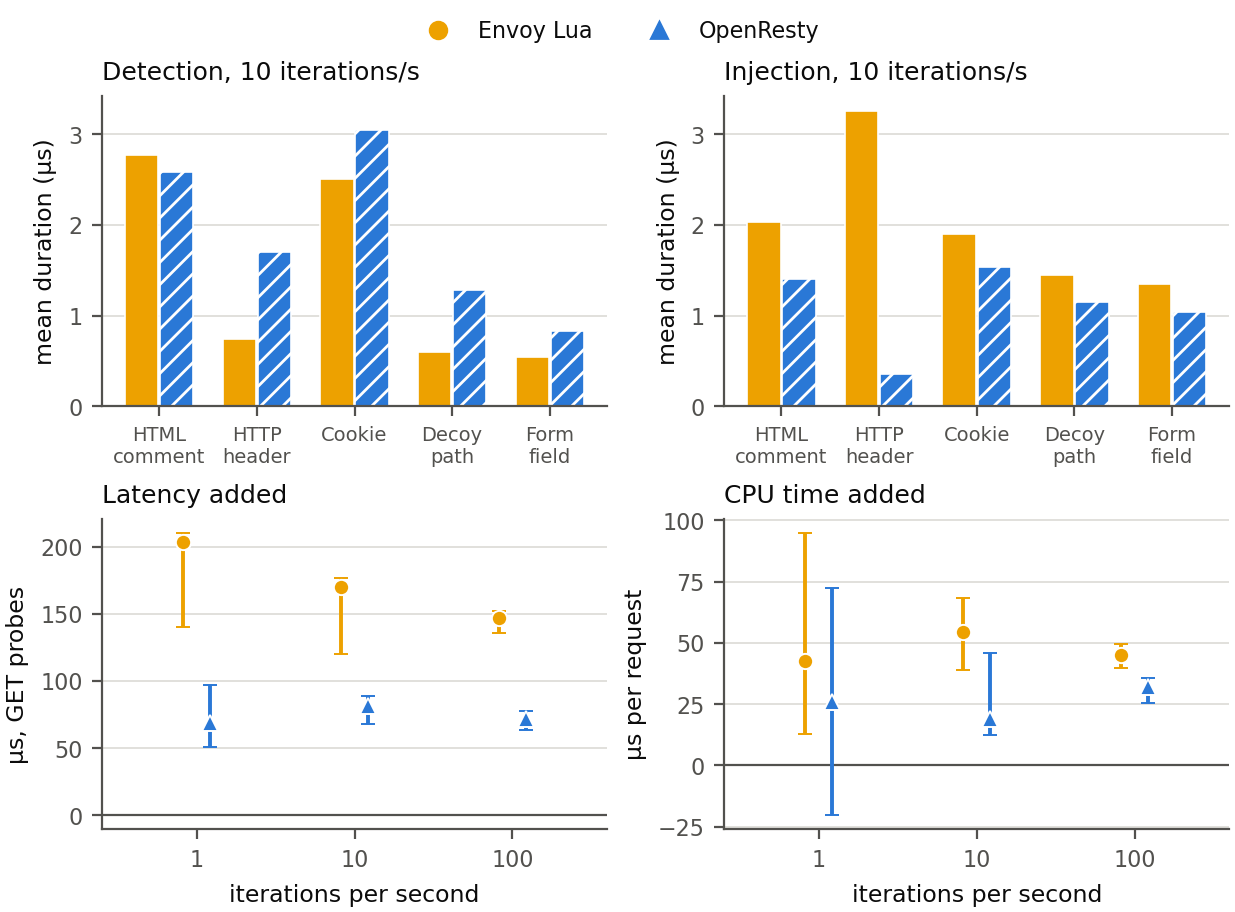 Envoy Lua
OpenResty
Detection, 10 iterations/s
mean duration (µs)
3
2
1
0
HTML comment
HTTP header
Cookie
Decoy path
Form field
Injection, 10 iterations/s
mean duration (µs)
3
2
1
0
HTML comment
HTTP header
Cookie
Decoy path
Form field
Latency added
µs, GET probes
200
150
100
50
0
1
10
100
iterations per second
CPU time added
µs per request
100
75
50
25
0
−25
1
10
100
iterations per second